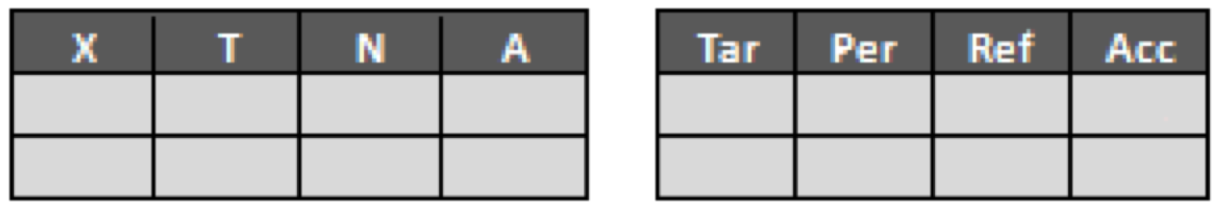 X T N A Tar Per Ref Acc